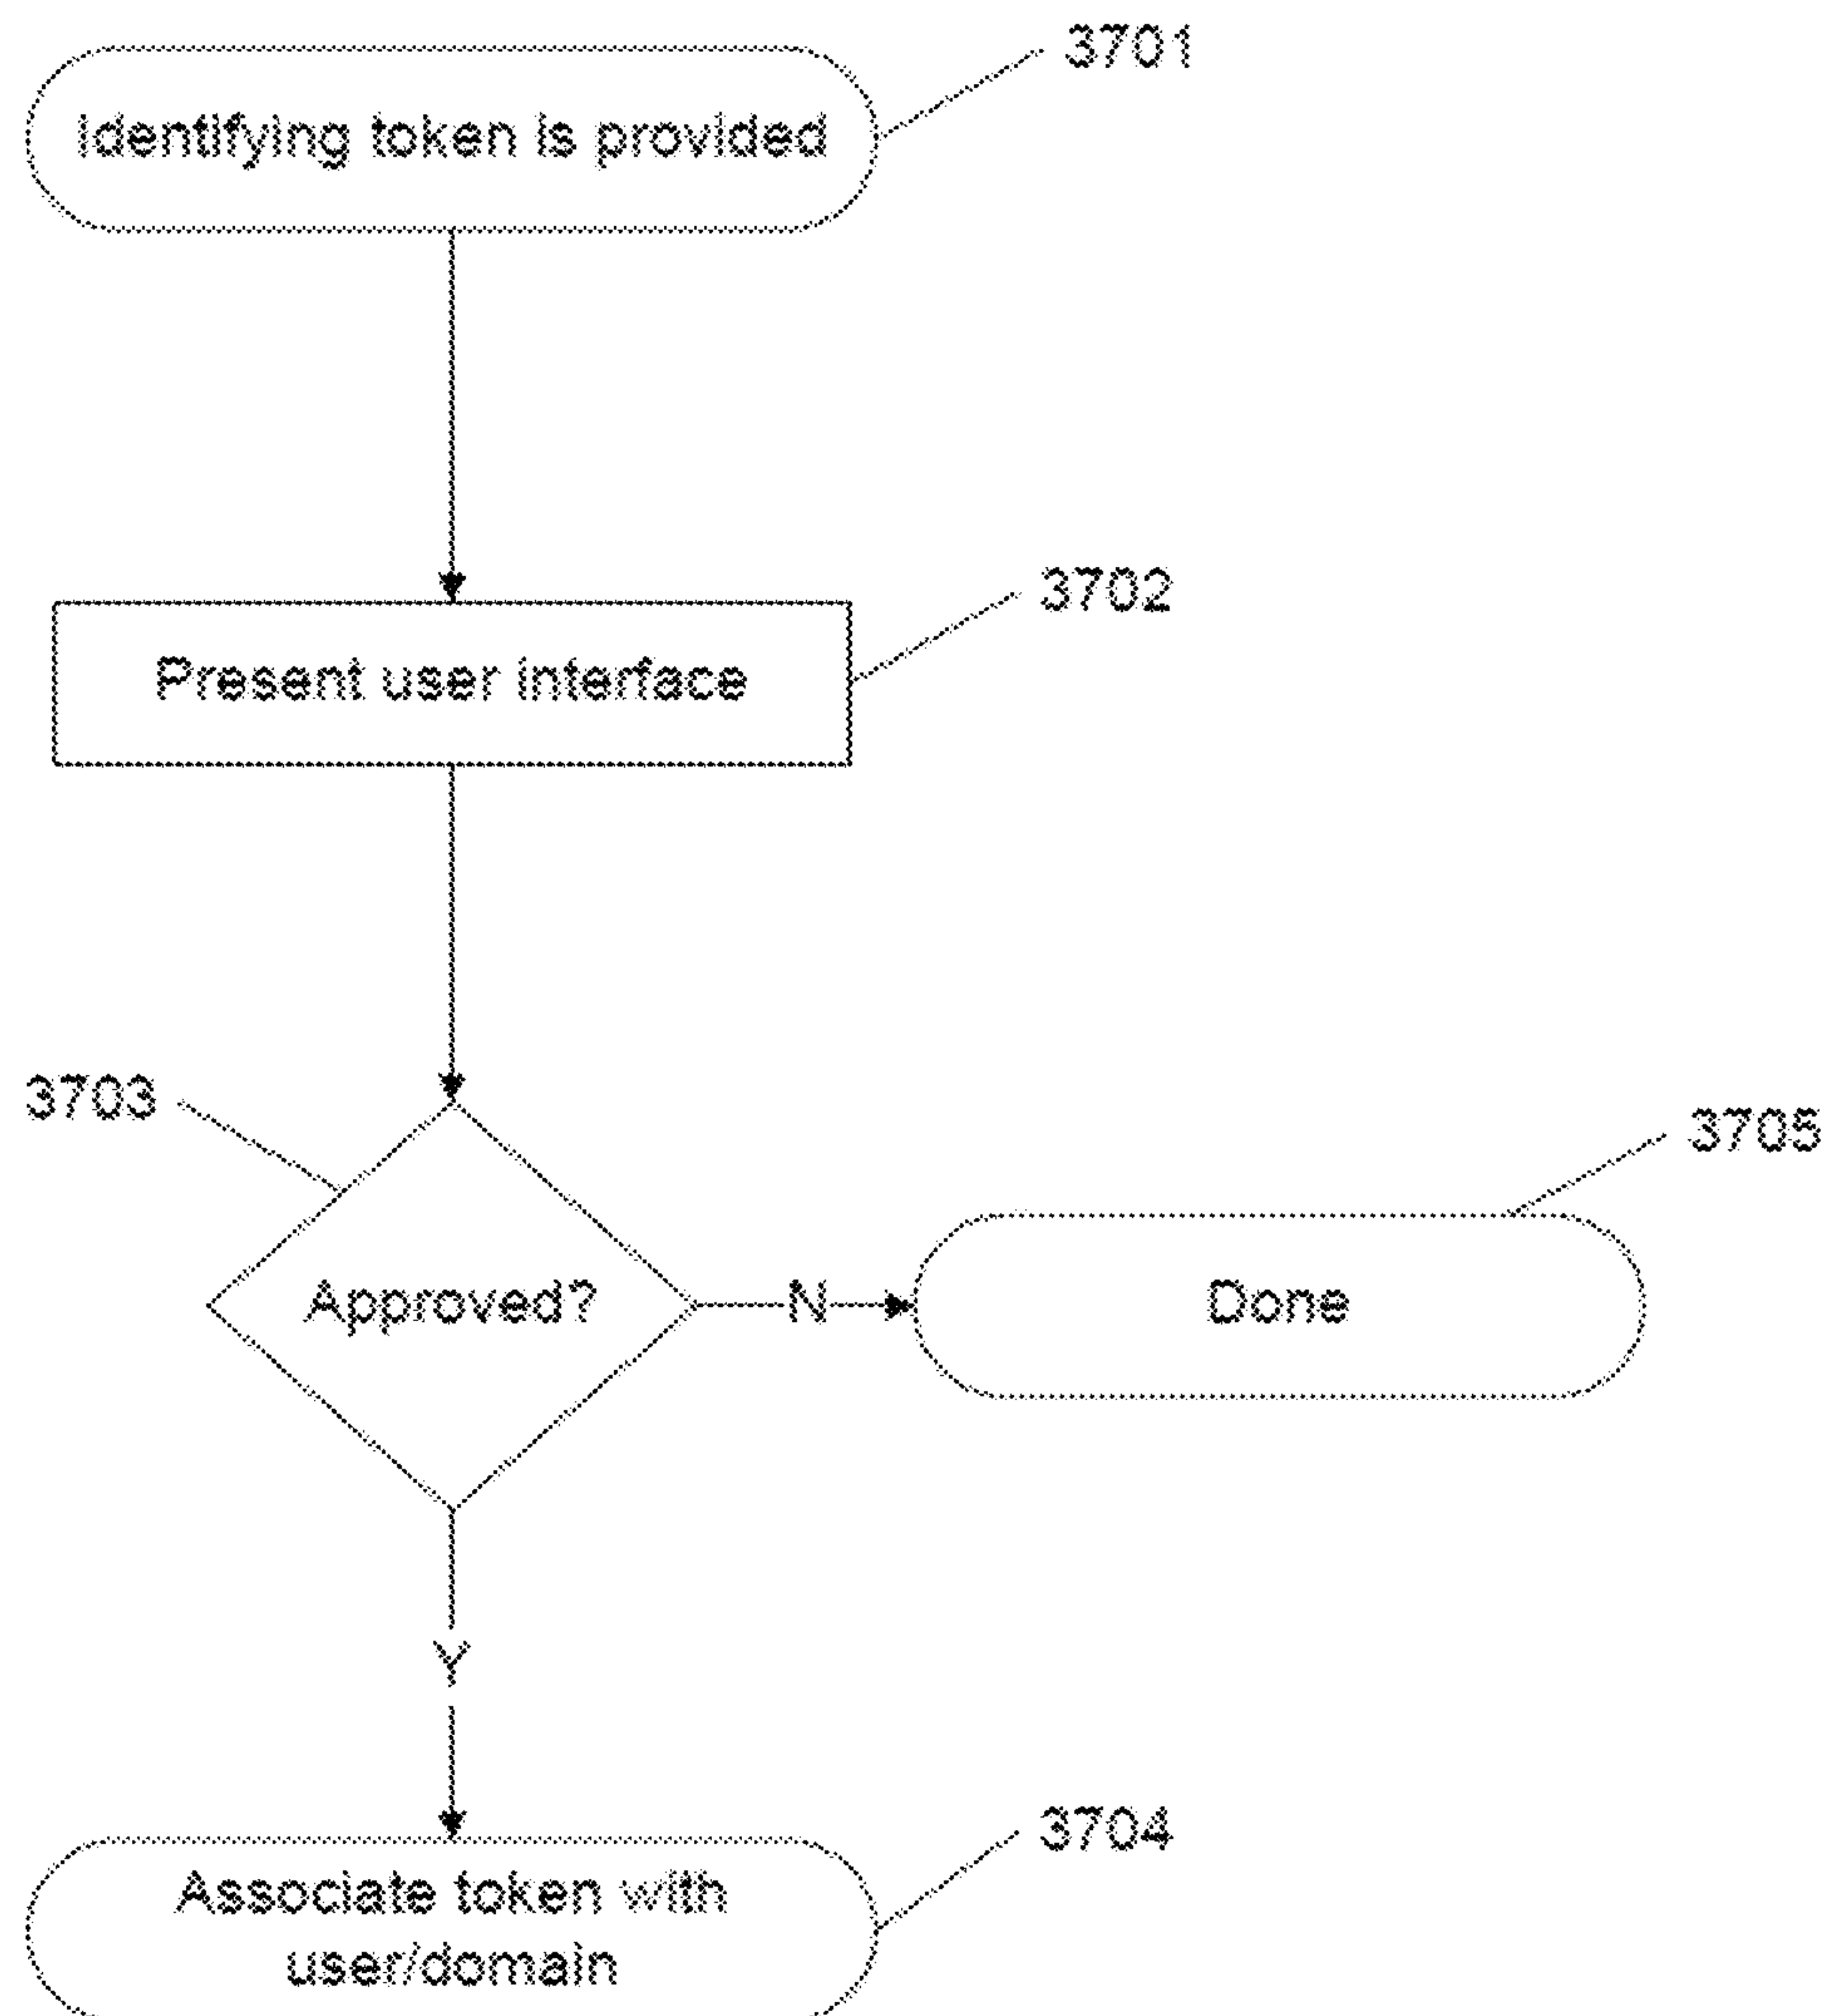 3701
Identifying token is provided
3702
Present user interface
3703
3705
Approved?
N
Done
Y
3704
Associate token with
user/domain